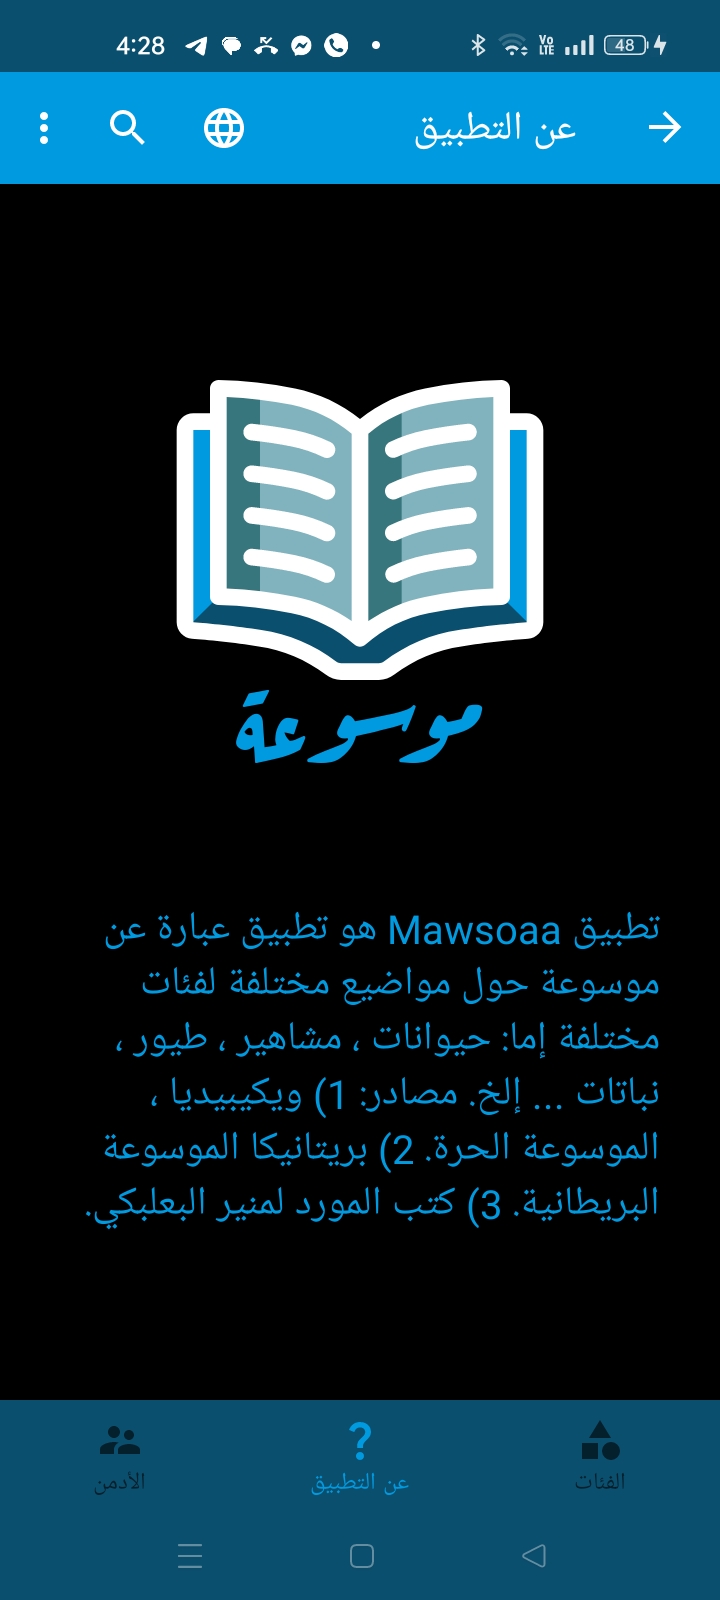 4:28
Vo LTE
48
عن التطبيق
موسوعة
تطبيق Mawsoaa هو تطبيق عبارة عن
موسوعة حول مواضيع مختلفة لفئات
مختلفة إما: حيوانات ، مشاهير ، طيور ،
نباتات ... إلخ. مصادر: 1) ويكيبيديا ،
الموسوعة الحرة. 2) بريتانيكا الموسوعة
البريطانية. 3) كتب المورد لمنير البعلبكي.
الفئات
عن التطبيق
الأدمن